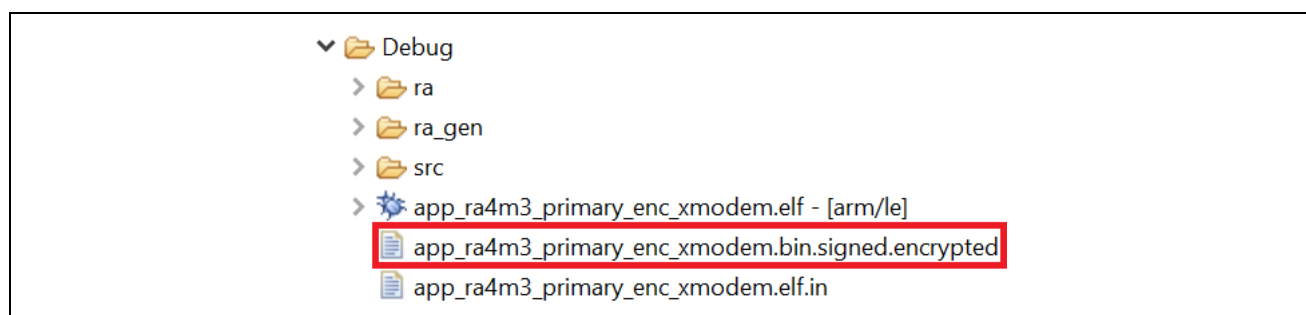 Debug
ra
ra_gen
src
app_ra4m3_primary_enc_xmodem.elf - [arm/le]
app_ra4m3_primary_enc_xmodem.bin.signed.encrypted
app_ra4m3_primary_enc_xmodem.elf.in